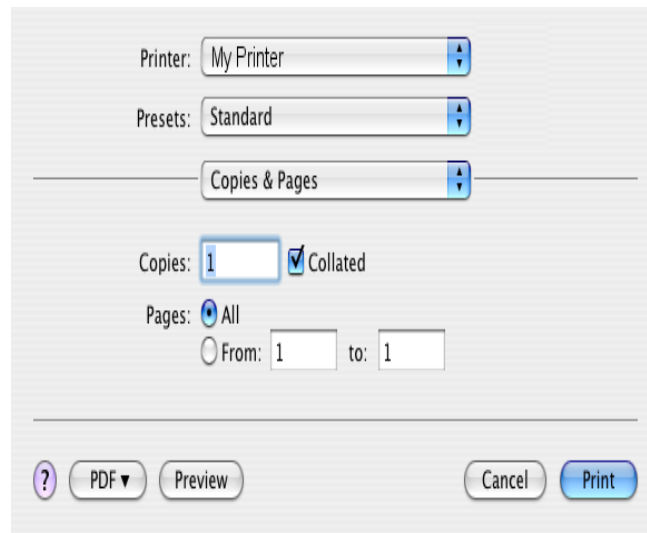 Printer: My Printer
Presets: Standard
Copies & Pages
Copies: 1 Collated
Pages: All
From: 1 to: 1
? PDF ▼ Preview Cancel Print